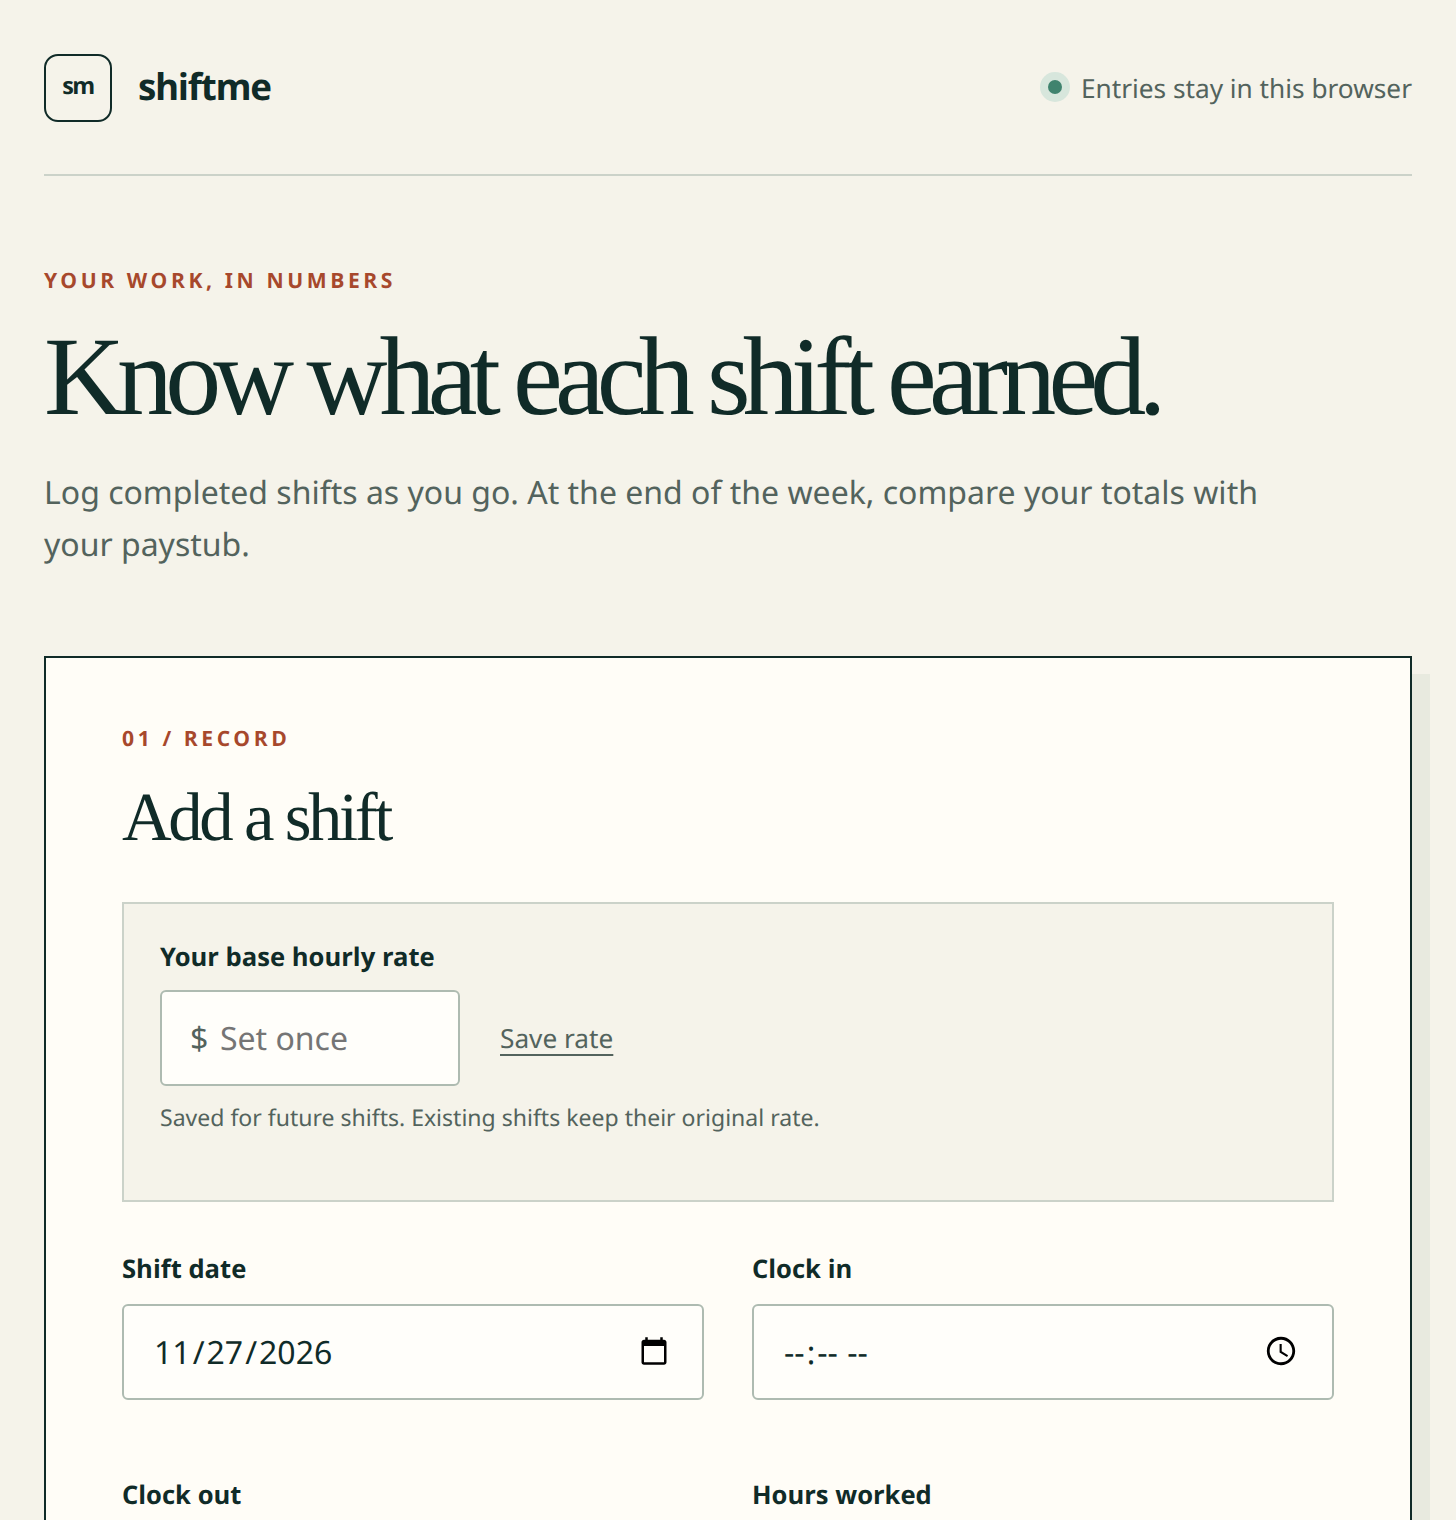 sm
shiftme
Entries stay in this browser
YOUR WORK, IN NUMBERS
Know what each shift earned.
Log completed shifts as you go. At the end of the week, compare your totals with
your paystub.
01 / RECORD
Add a shift
Your base hourly rate
$ Set once
Save rate
Saved for future shifts. Existing shifts keep their original rate.
Shift date
Clock in
11/27/2026
--:-- --
Clock out
Hours worked